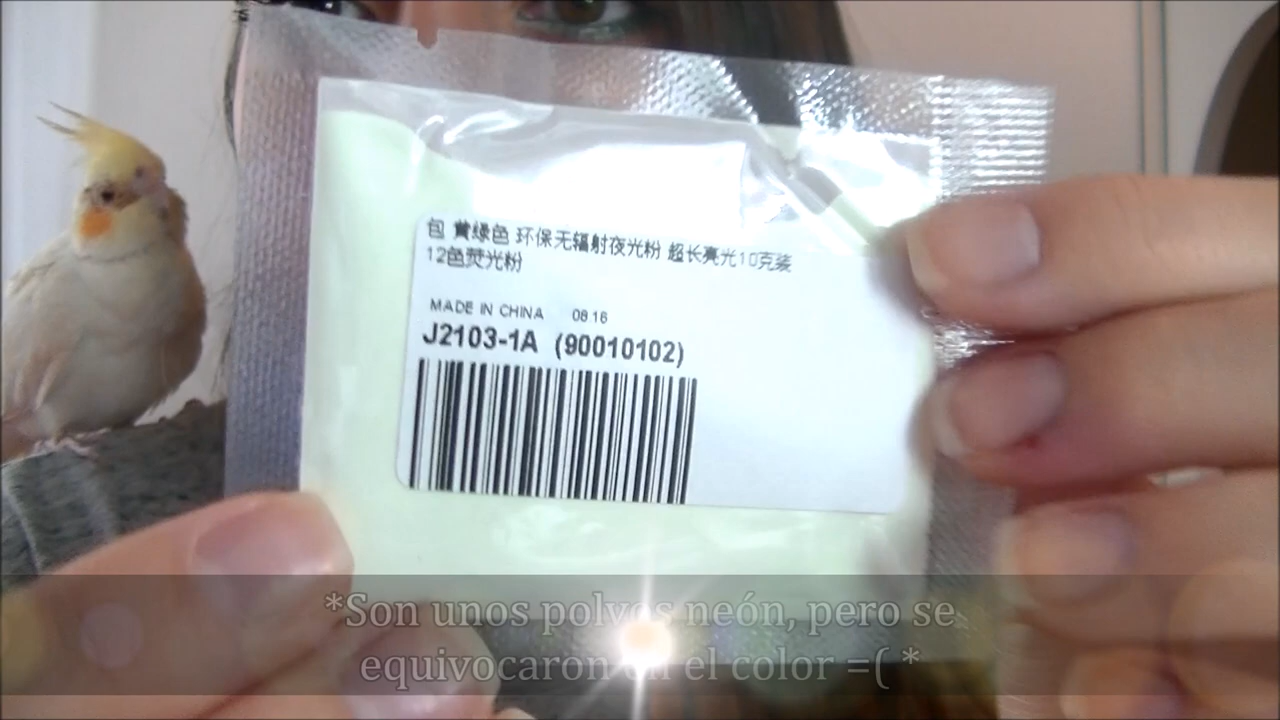 包 黄绿色 环保无辐射夜光粉 超长亮光10克装
12色荧光粉
MADE IN CHINA 08 16
J2103-1A (90010102)
*Son unos polvos neón, pero se
equivocaron en el color =( *